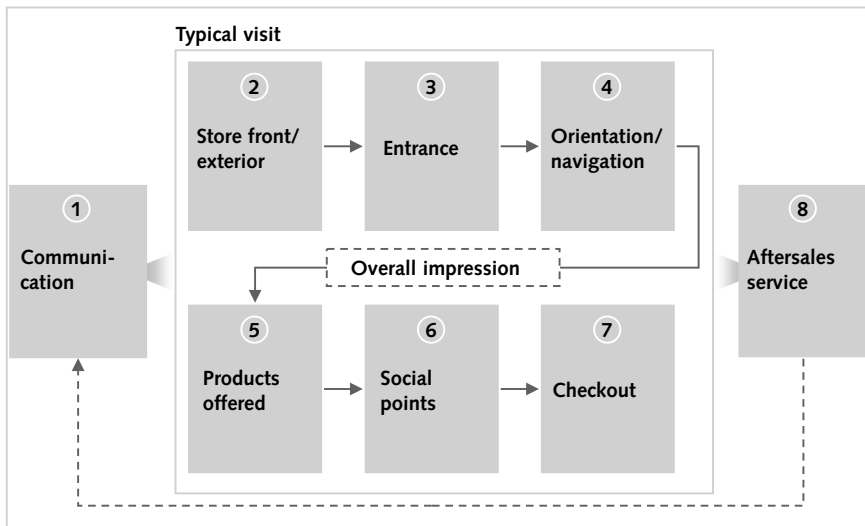 Typical visit
2
Store front/
exterior
3
Entrance
4
Orientation/
navigation
1
Communi-
cation
8
Aftersales
service
Overall impression
5
Products
offered
6
Social
points
7
Checkout